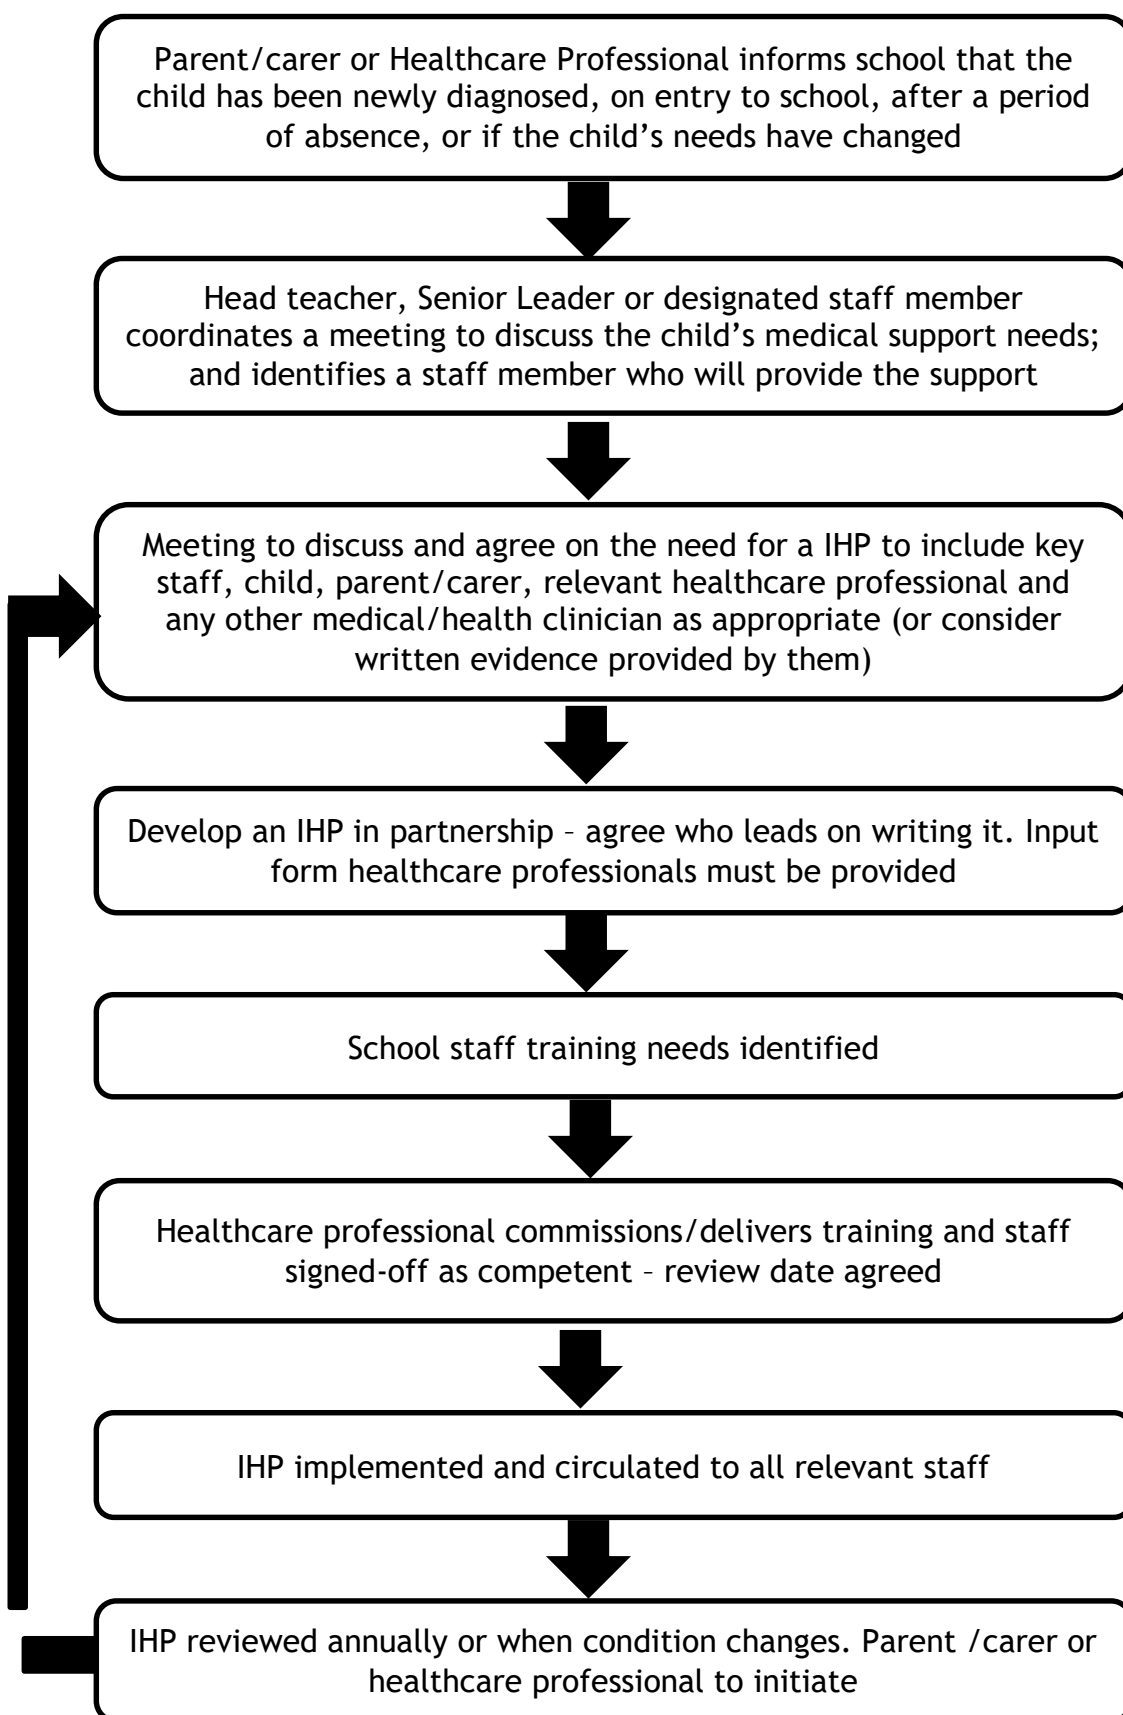 Parent/carer or Healthcare Professional informs school that the
child has been newly diagnosed, on entry to school, after a period
of absence, or if the child’s needs have changed
Head teacher, Senior Leader or designated staff member
coordinates a meeting to discuss the child’s medical support needs;
and identifies a staff member who will provide the support
Meeting to discuss and agree on the need for a IHP to include key
staff, child, parent/carer, relevant healthcare professional and
any other medical/health clinician as appropriate (or consider
written evidence provided by them)
Develop an IHP in partnership – agree who leads on writing it. Input
form healthcare professionals must be provided
School staff training needs identified
Healthcare professional commissions/delivers training and staff
signed-off as competent – review date agreed
IHP implemented and circulated to all relevant staff
IHP reviewed annually or when condition changes. Parent /carer or
healthcare professional to initiate